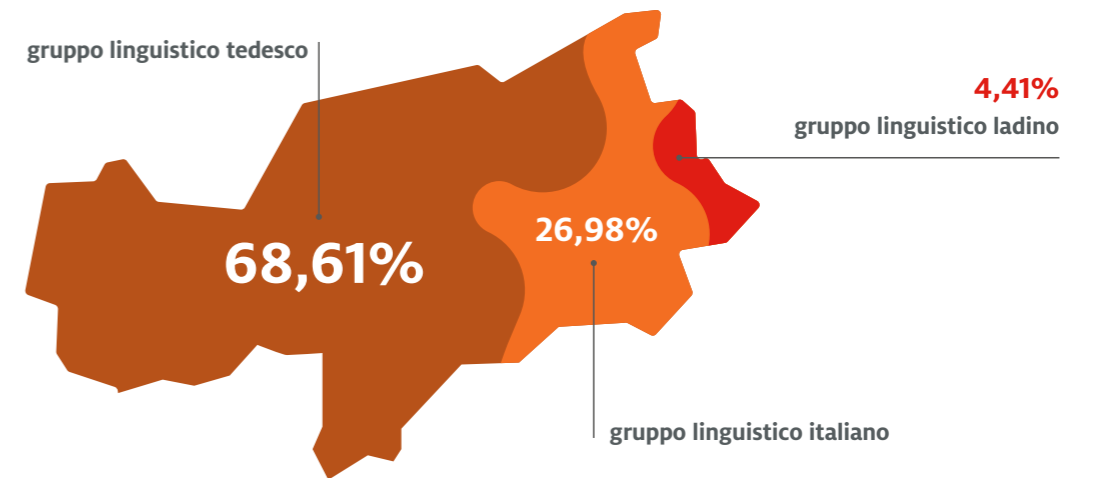 gruppo linguistico tedesco
4,41%
gruppo linguistico ladino
26,98%
68,61%
gruppo linguistico italiano